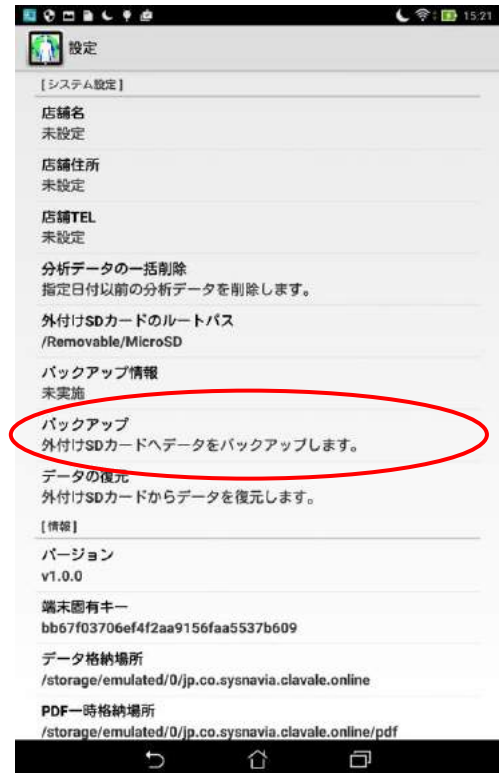 15:21
設定
[システム設定]
店舗名
未設定
店舗住所
未設定
店舗TEL
未設定
分析データの一括削除
指定日付以前の分析データを削除します。
外付けSDカードのルートパス
/Removable/MicroSD
バックアップ情報
未実施
バックアップ
外付けSDカードへデータをバックアップします。
データの復元
外付けSDカードからデータを復元します。
[情報]
バージョン
v1.0.0
端末固有キー
bb67f03706ef4f2aa9156faa5537b609
データ格納場所
/storage/emulated/0/jp.co.sysnavia.clavale.online
PDF一時格納場所
/storage/emulated/0/jp.co.sysnavia.clavale.online/pdf